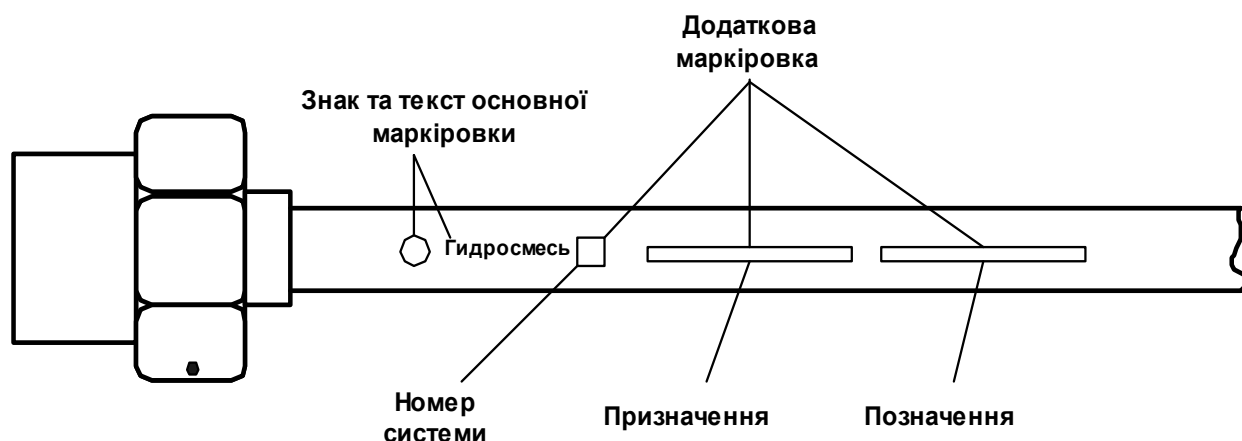 Додаткова
маркіровка
Знак та текст основної
маркіровки
Гидросмесь
Номер
системи
Призначення
Позначення